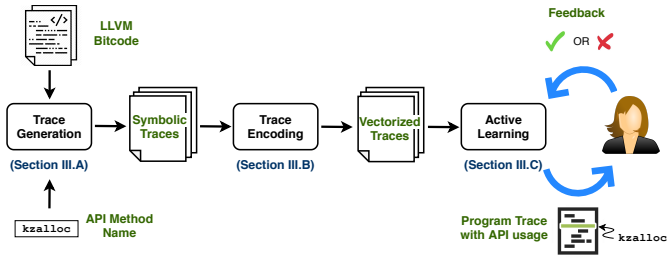 LLVM
Bitcode
</>
Feedback
OR
Trace
Generation
Symbolic
Traces
Trace
Encoding
Vectorized
Traces
Active
Learning
(Section III.A)
(Section III.B)
(Section III.C)
kzalloc
API Method
Name
Program Trace
with API usage
kzalloc